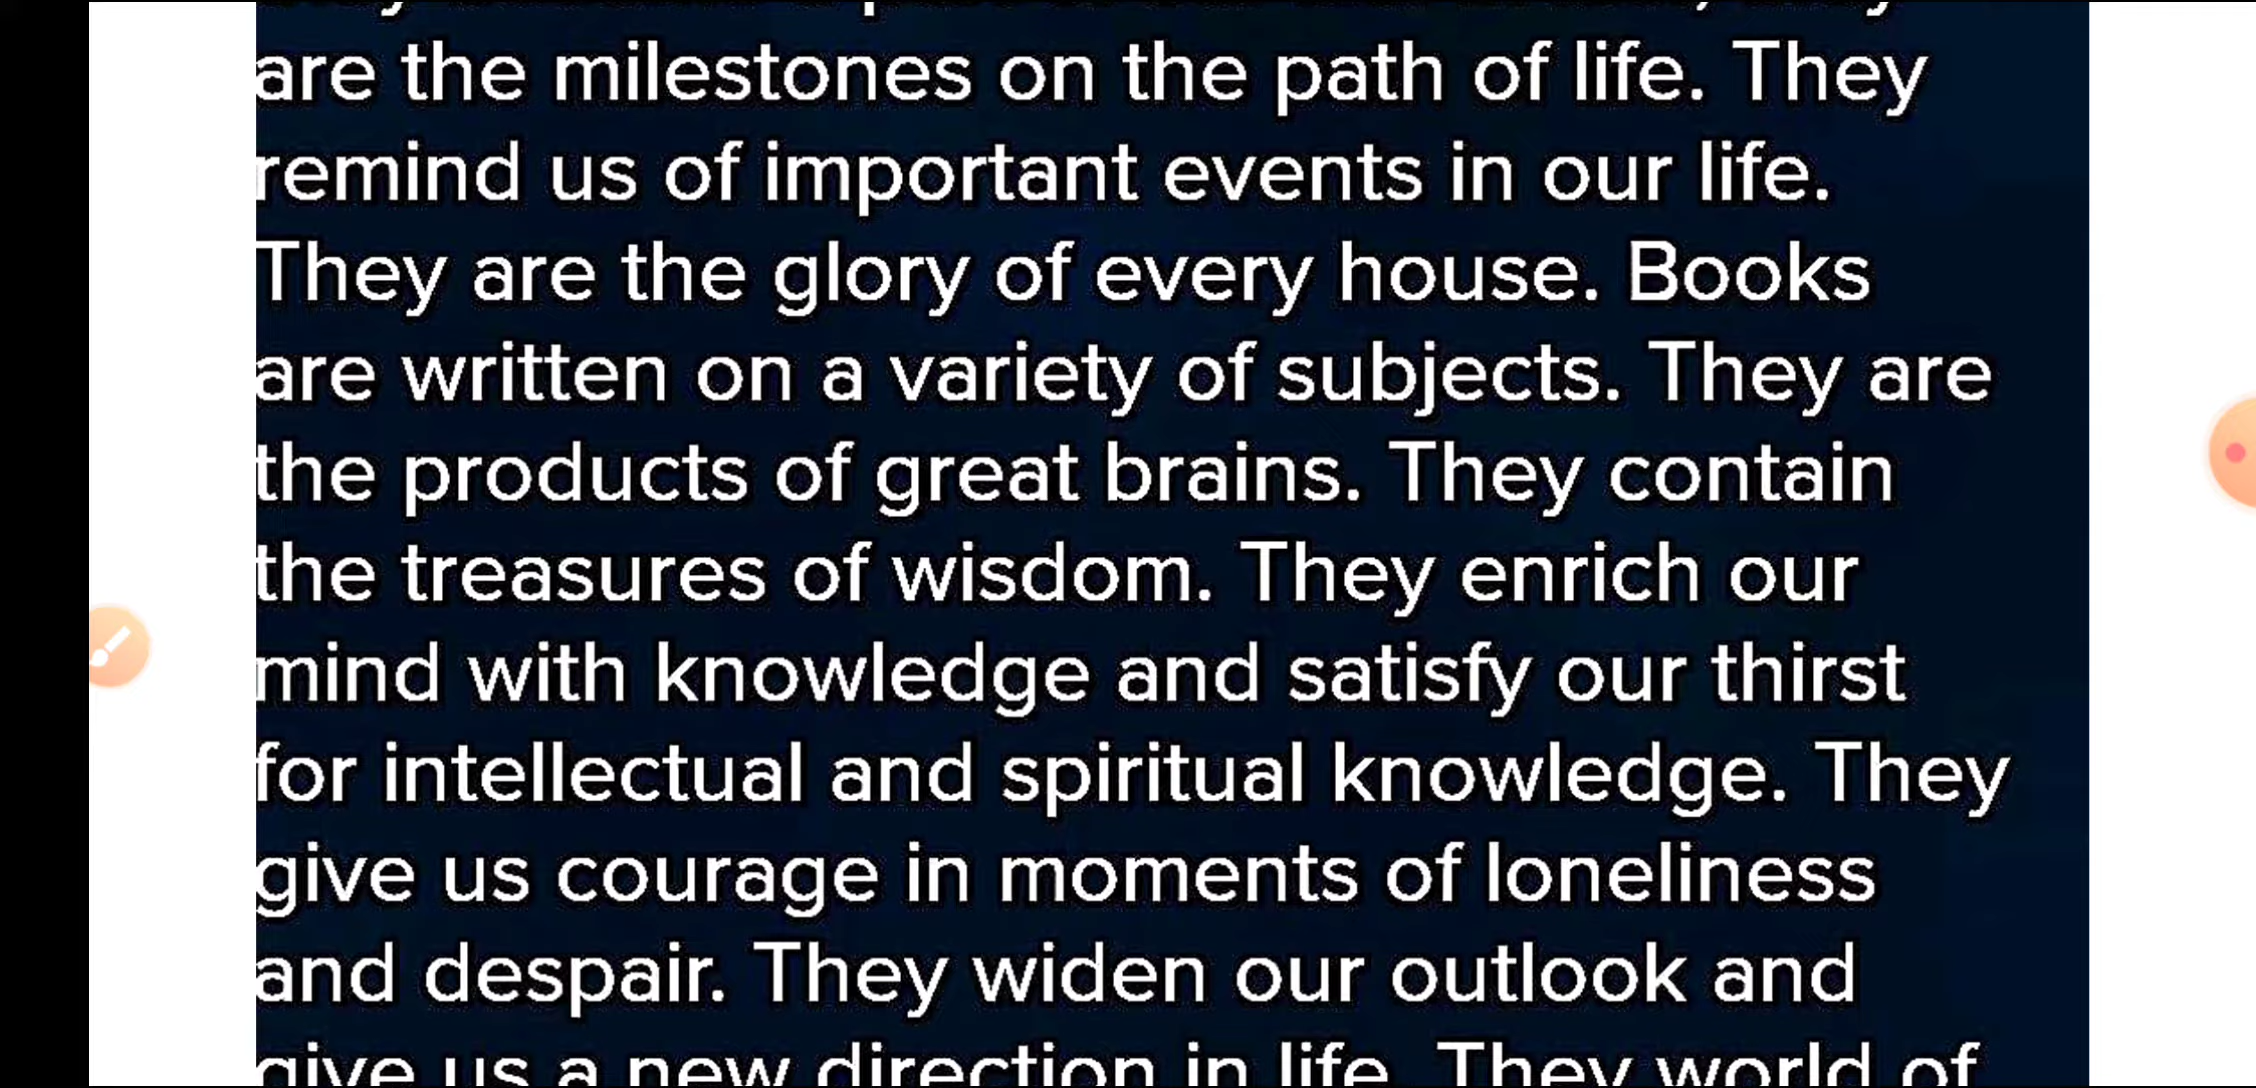 are the milestones on the path of life. They
remind us of important events in our life.
They are the glory of every house. Books
are written on a variety of subjects. They are
the products of great brains. They contain
the treasures of wisdom. They enrich our
mind with knowledge and satisfy our thirst
for intellectual and spiritual knowledge. They
give us courage in moments of loneliness
and despair. They widen our outlook and
give us a new direction in life. They world of